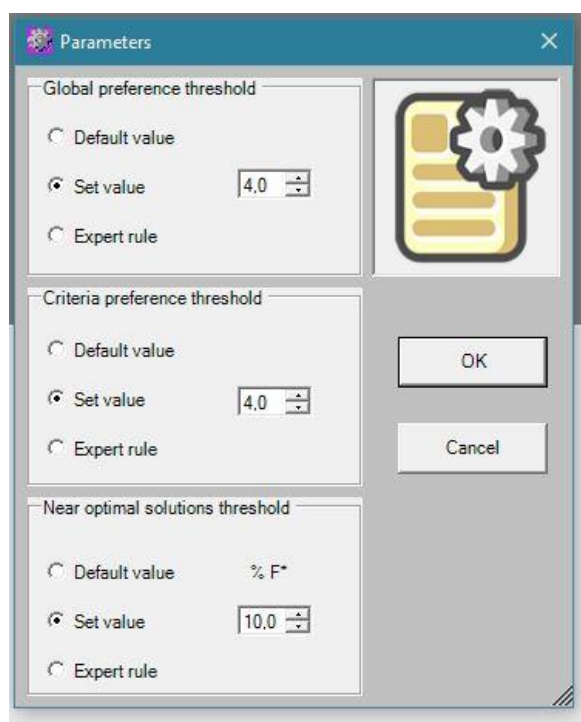 Parameters
Global preference threshold
Default value
Set value 4,0
Expert rule
Criteria preference threshold
Default value
Set value 4,0
Expert rule
OK
Cancel
Near optimal solutions threshold
Default value % F*
Set value 10,0
Expert rule